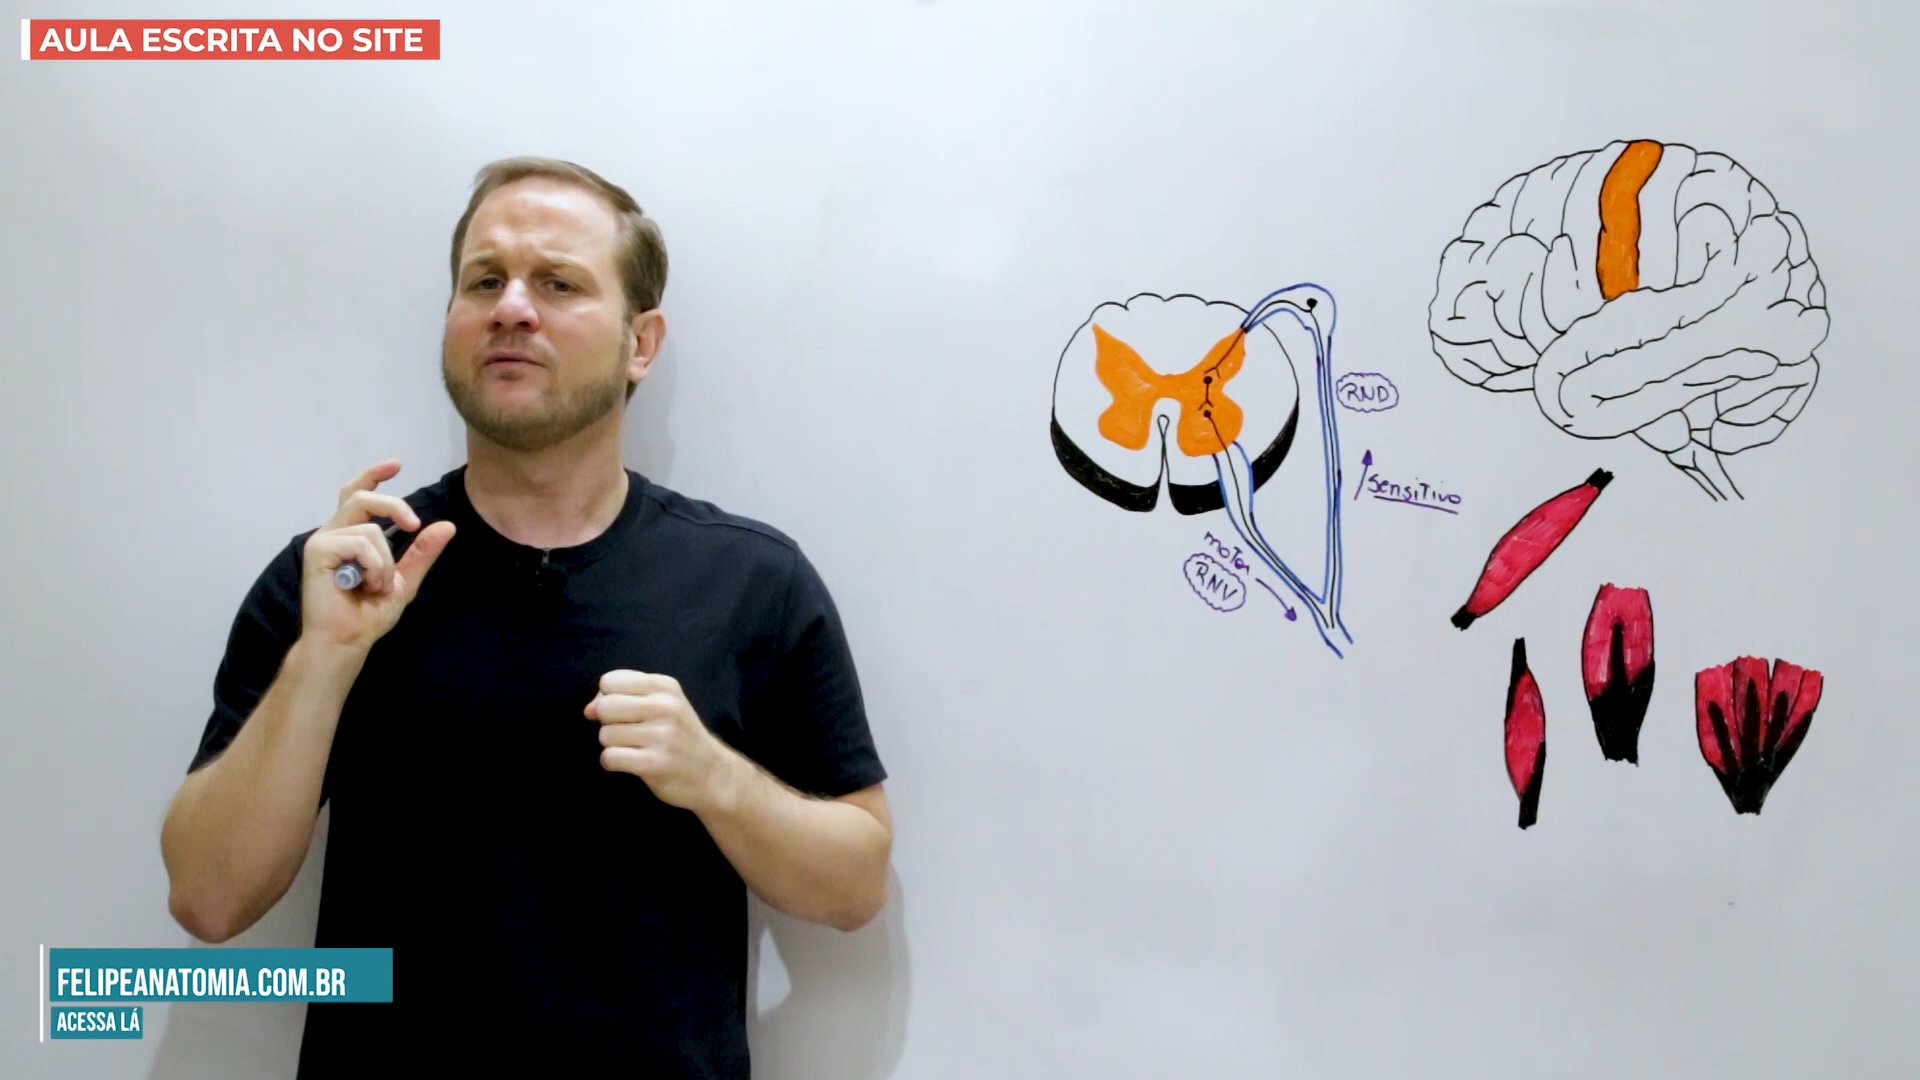 AULA ESCRITA NO SITE
RND
Sensitivo
motor
RNV
FELIPEANATOMIA.COM.BR
ACESSA LÁ